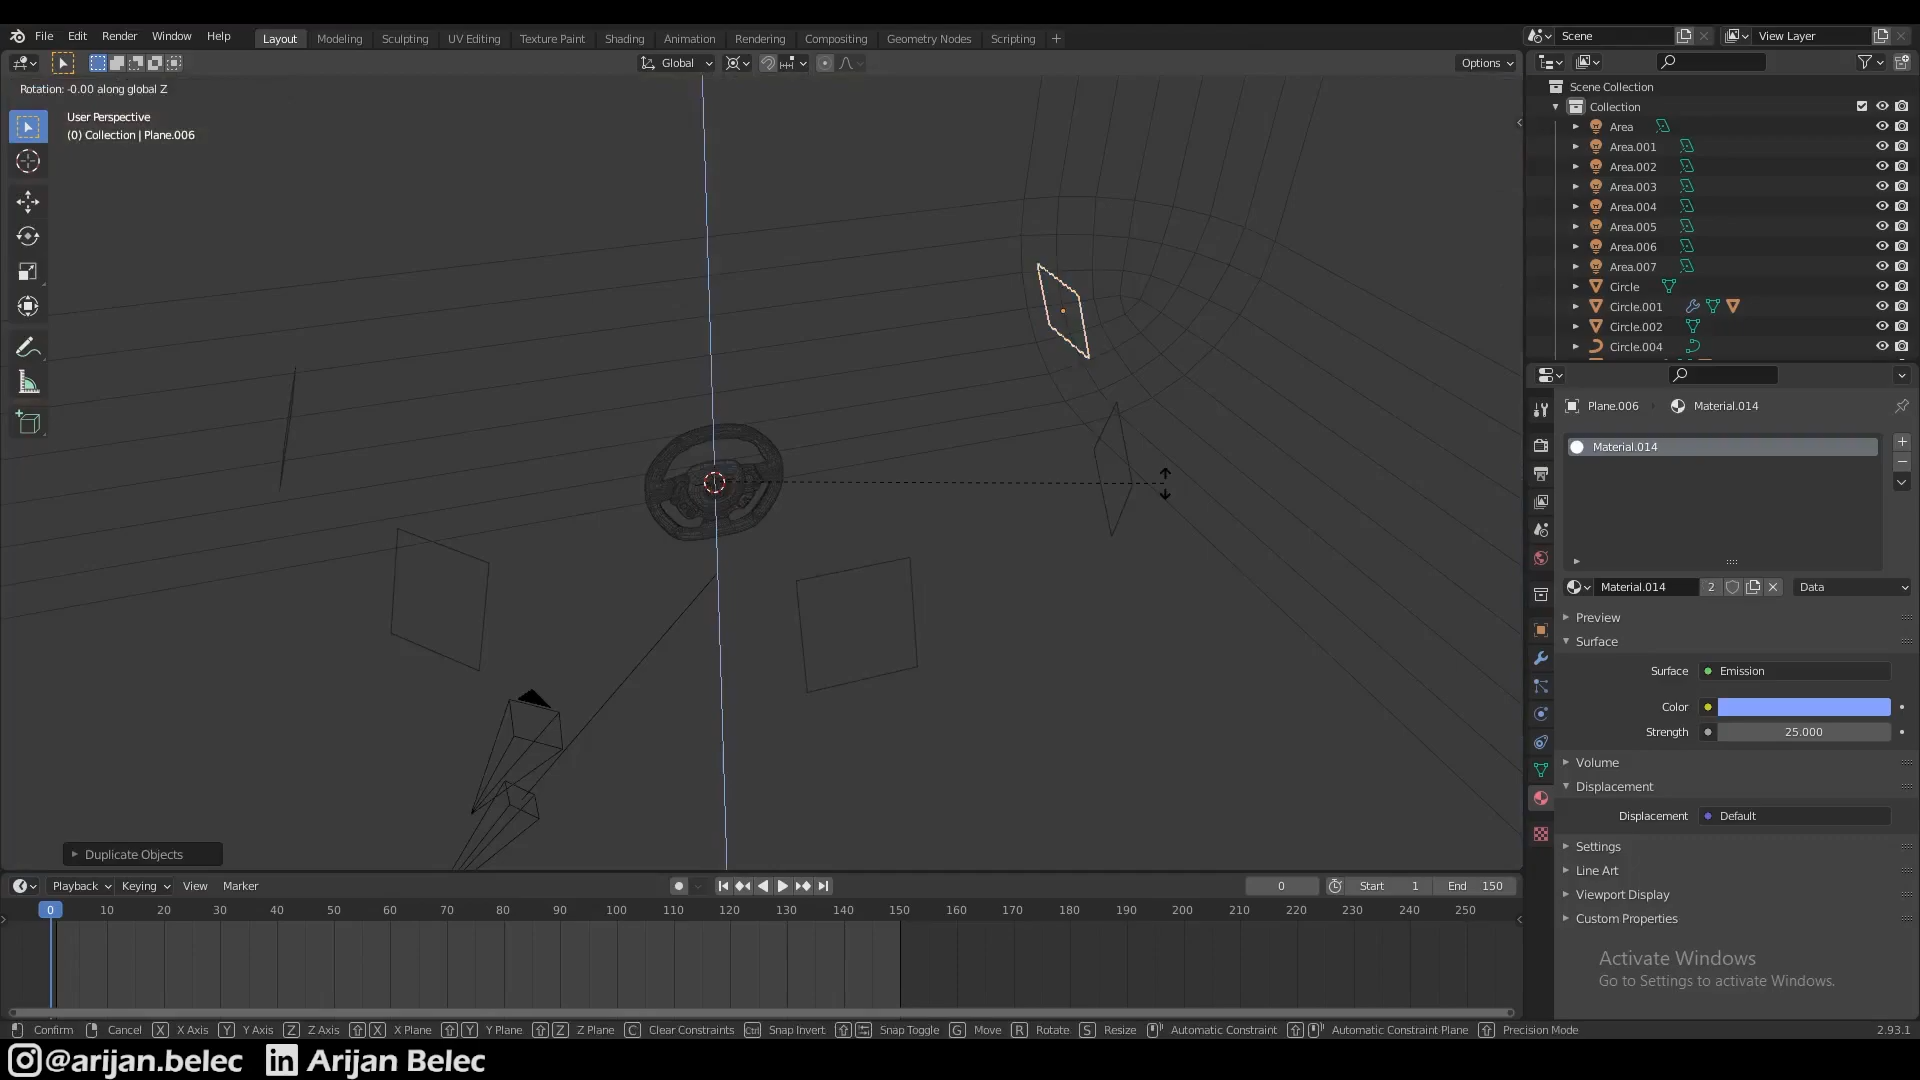 File Edit Render Window Help
Layout Modeling Sculpting UV Editing Texture Paint Shading Animation Rendering Compositing Geometry Nodes Scripting +
Scene
View Layer
Global
Options
Rotation: -0.00 along global Z
User Perspective
(0) Collection | Plane.006
Scene Collection
Collection
Area
Area.001
Area.002
Area.003
Area.004
Area.005
Area.006
Area.007
Circle
Circle.001
Circle.002
Circle.004
Plane.006 Material.014
Material.014
Material.014 2 Data
Preview
Surface
Surface Emission
Color
Strength 25.000
Volume
Displacement
Displacement Default
Settings
Line Art
Viewport Display
Custom Properties
Activate Windows
Go to Settings to activate Windows.
Duplicate Objects
Playback Keying View Marker
0 Start 1 End 150
0 10 20 30 40 50 60 70 80 90 100 110 120 130 140 150 160 170 180 190 200 210 220 230 240 250
Confirm Cancel X X Axis Y Y Axis Z Z Axis X X Plane Y Y Plane Z Z Plane C Clear Constraints Ctrl Snap Invert Snap Toggle G Move R Rotate S Resize Automatic Constraint Automatic Constraint Plane Precision Mode 2.93.1
@arijan.belec in Arijan Belec